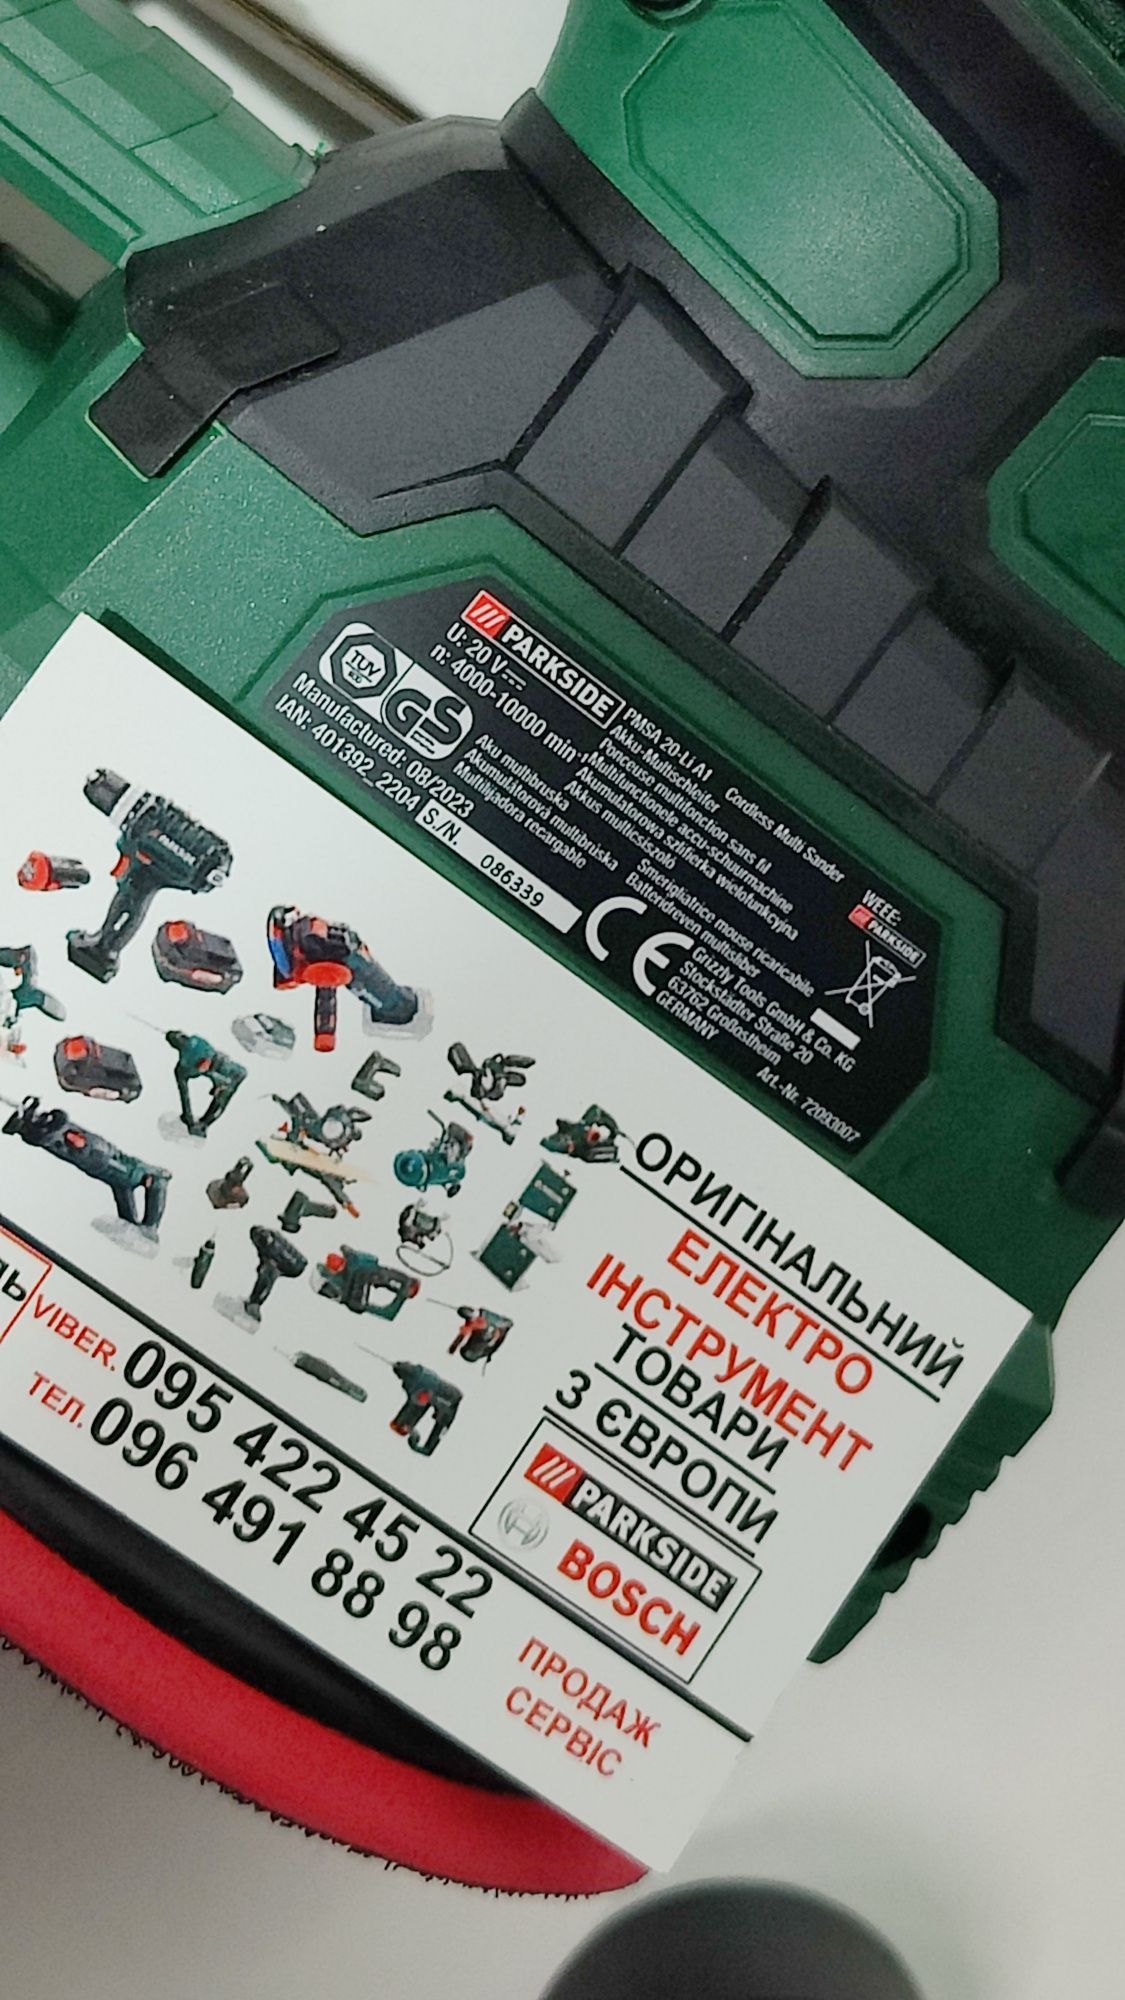 PARKSIDE
PMSA 20-Li A1 Cordless Multi Sander
U: 20 V
n: 4000-10000 min⁻¹
Akku-Multischleifer
Ponceuse multifonction sans fil
Multifunctionele accu-schuurmachine
Akumulatorowa szlifierka wielofunkcyjna
Aku multibruska
Akkus multicsiszoló
Akumulátorová multibrúska
Smerigliatrice mouse ricaricabile
Multilijadora recargable
Batteridreven multisliber
TÜV
GS
Manufactured: 08/2023
IAN: 401392_2204
S./N. 086339
CE
Grizzly Tools GmbH & Co. KG
Stockstädter Straße 20
63762 Großostheim
GERMANY
Art.-Nr. 72093007
WEEE:
PARKSIDE
ОРИГІНАЛЬНИЙ
ЕЛЕКТРО
ІНСТРУМЕНТ
ТОВАРИ
З ЄВРОПИ
PARKSIDE
BOSCH
VIBER. 095 422 45 22
ТЕЛ. 096 491 88 98
ПРОДАЖ
СЕРВІС